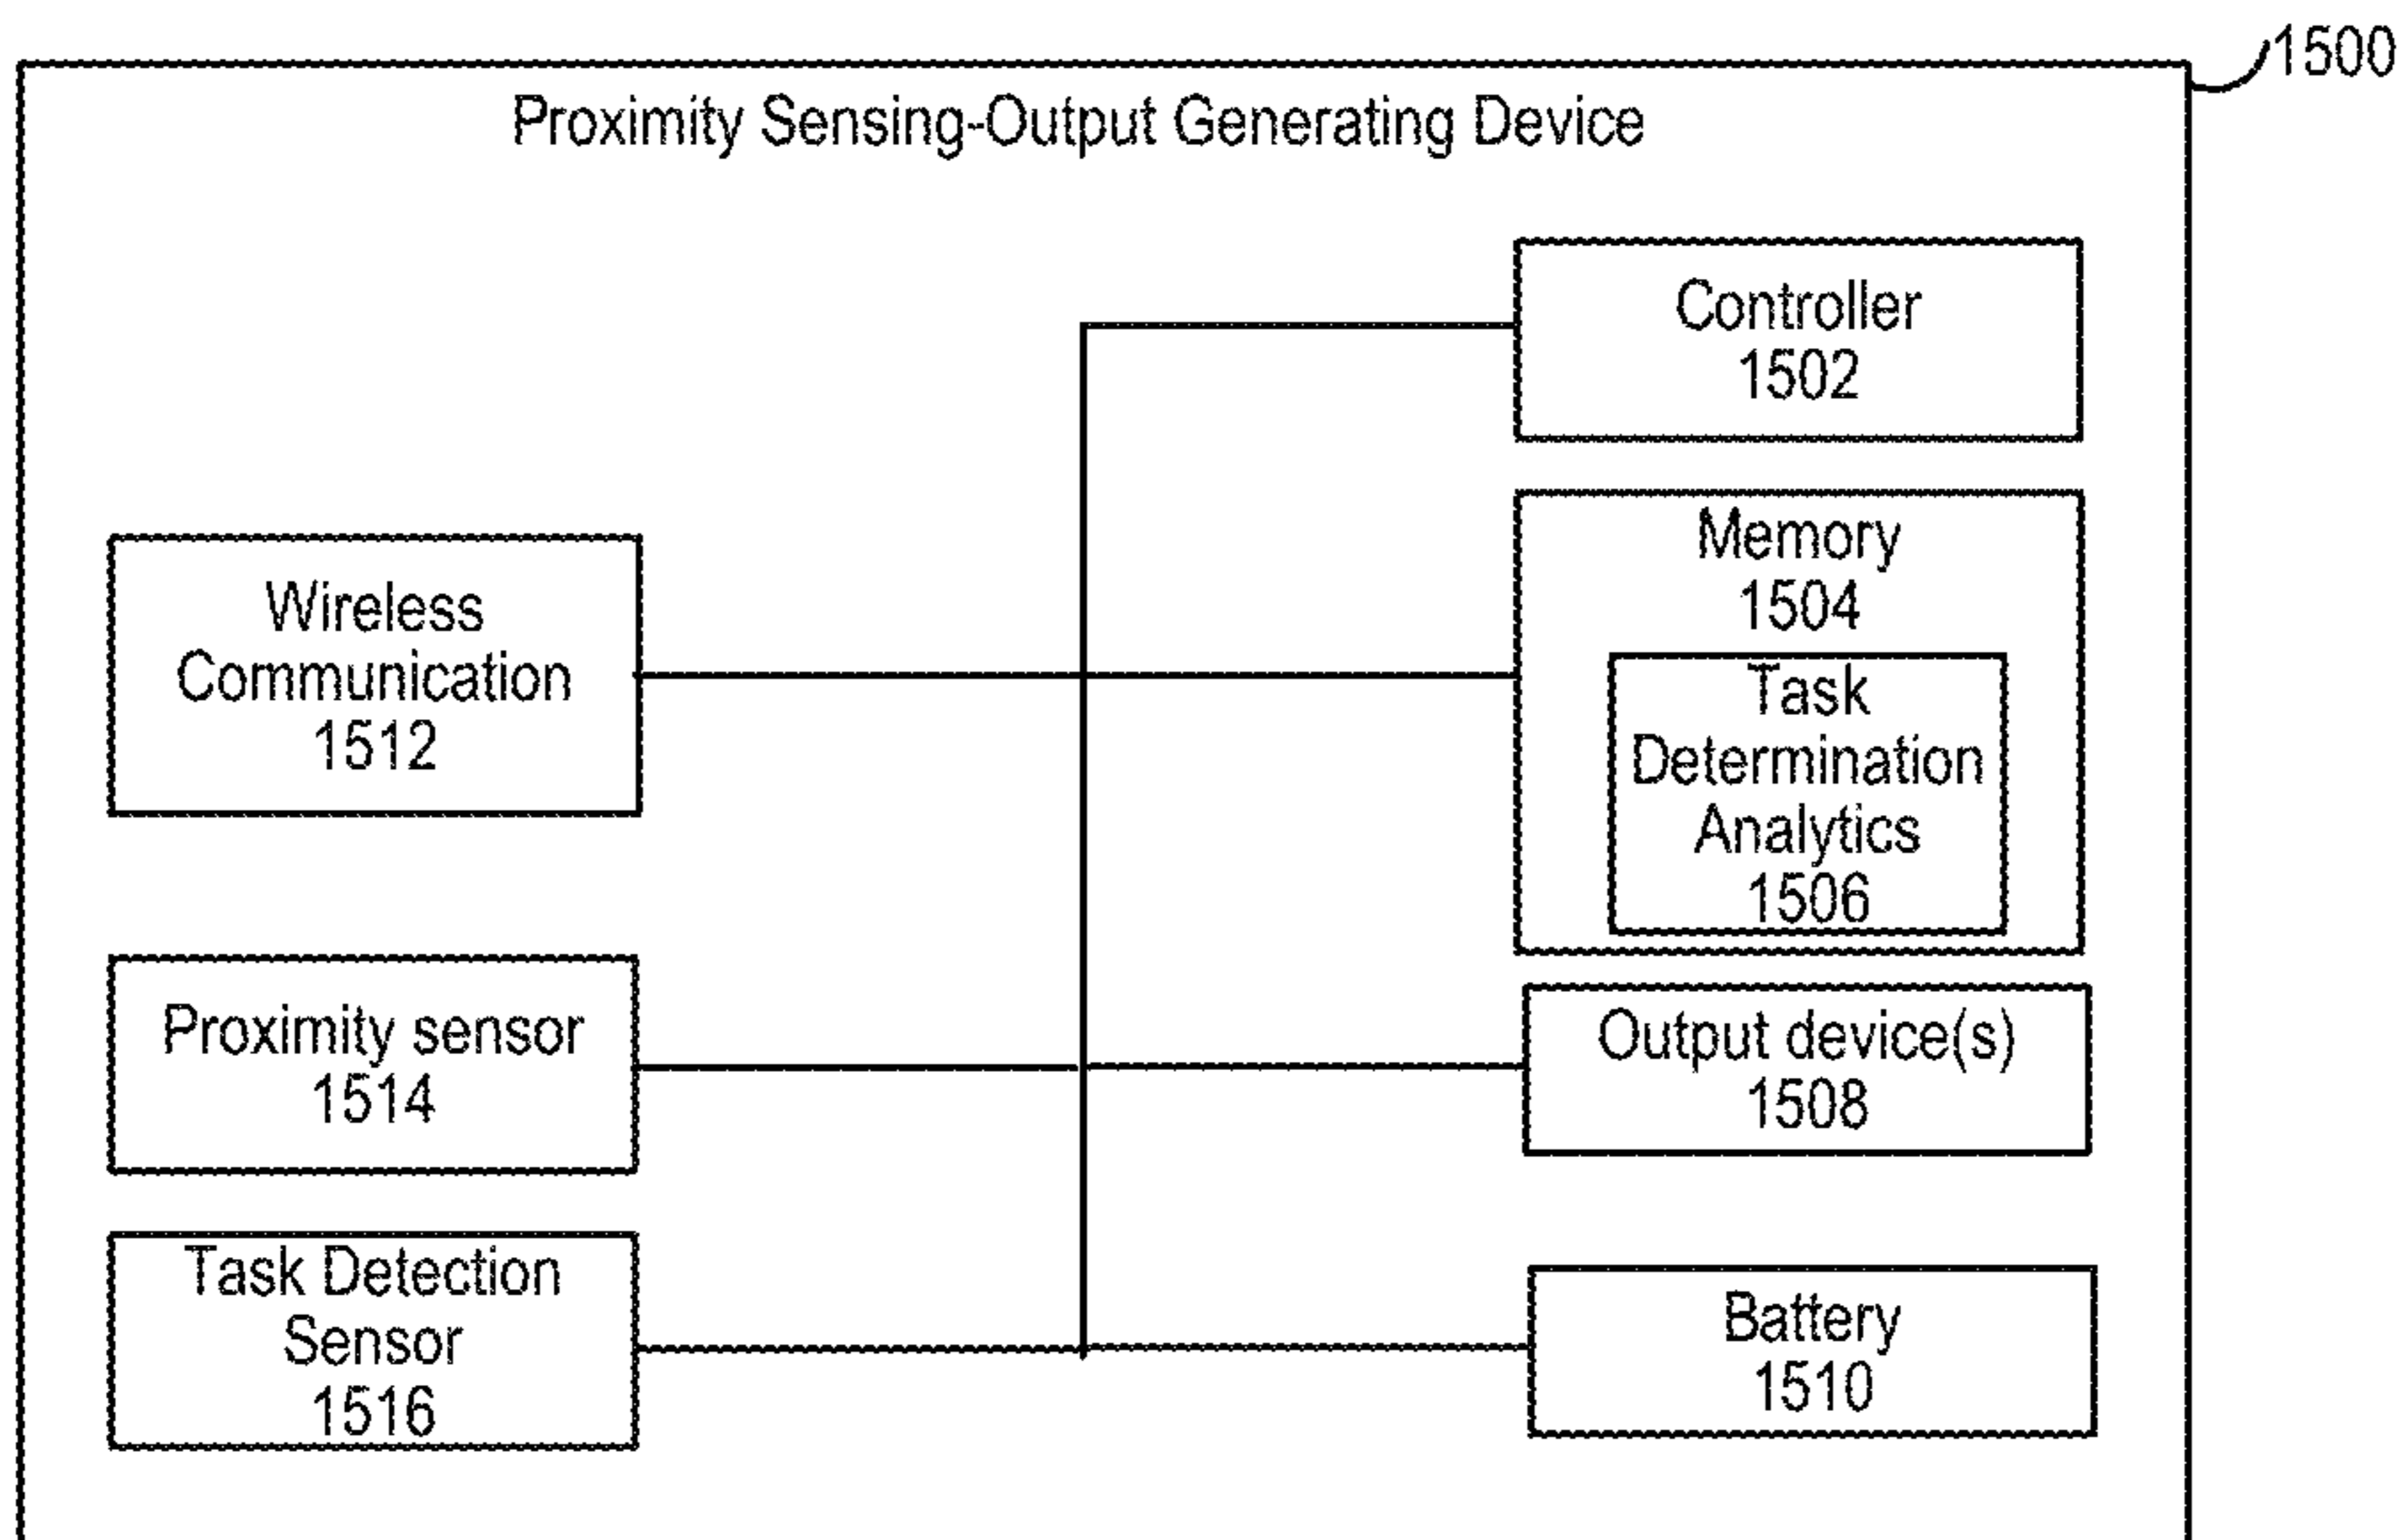 1500
Proximity Sensing-Output Generating Device
Controller
1502
Memory
1504
Task
Determination
Analytics
1506
Wireless
Communication
1512
Proximity sensor
1514
Output device(s)
1508
Task Detection
Sensor
1516
Battery
1510